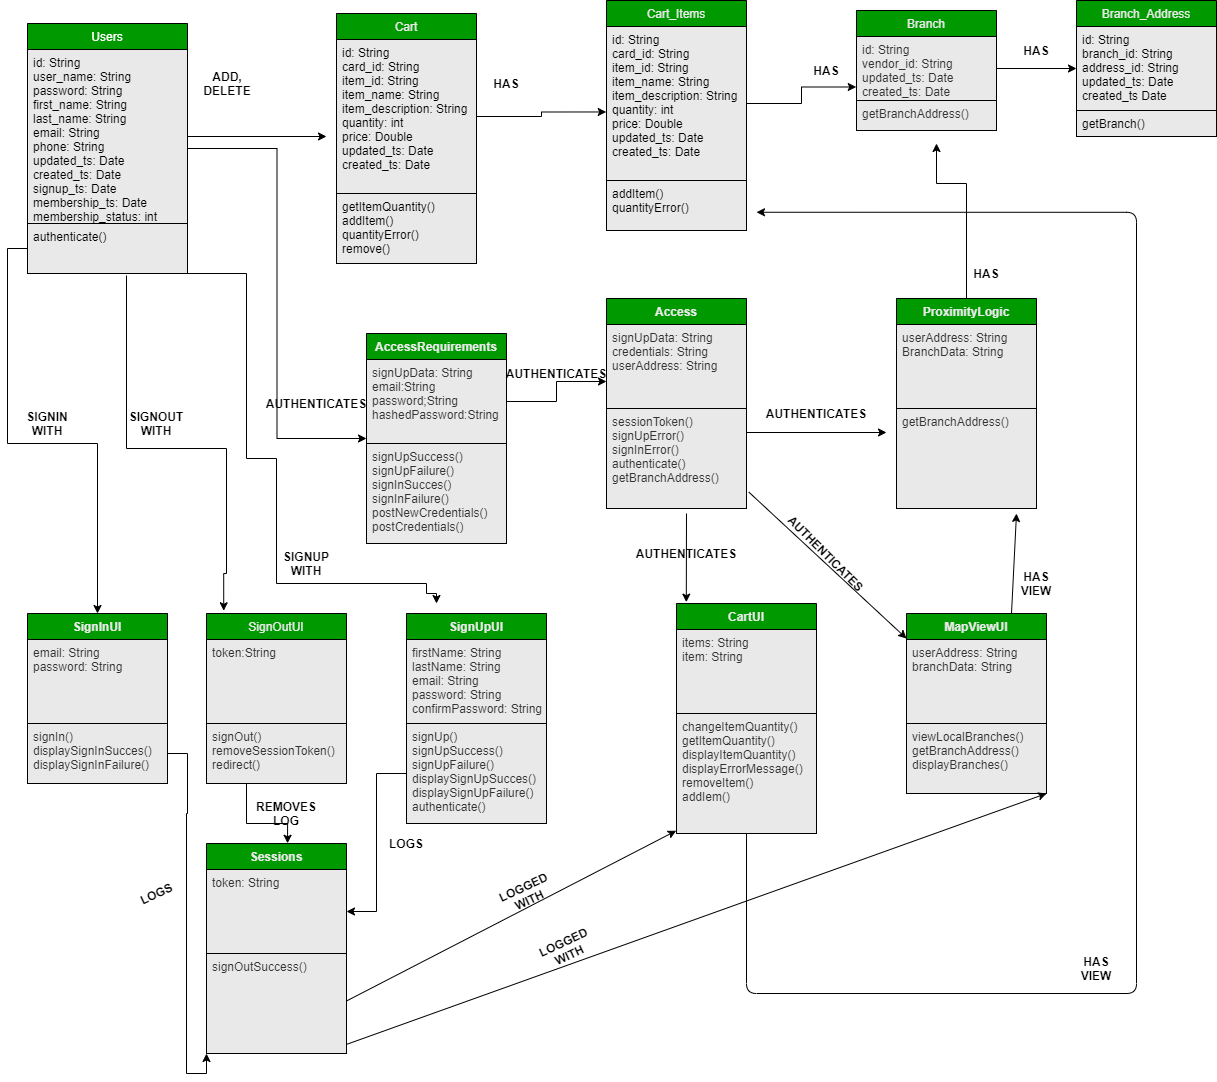 Users
id: String
user_name: String
password: String
first_name: String
last_name: String
email: String
phone: String
updated_ts: Date
created_ts: Date
signup_ts: Date
membership_ts: Date
membership_status: int
authenticate()
ADD,
DELETE
Cart
id: String
card_id: String
item_id: String
item_name: String
item_description: String
quantity: int
price: Double
updated_ts: Date
created_ts: Date
getItemQuantity()
addItem()
quantityError()
remove()
HAS
Cart_Items
id: String
card_id: String
item_id: String
item_name: String
item_description: String
quantity: int
price: Double
updated_ts: Date
created_ts: Date
addItem()
quantityError()
HAS
Branch
id: String
vendor_id: String
updated_ts: Date
created_ts: Date
getBranchAddress()
HAS
Branch_Address
id: String
branch_id: String
address_id: String
updated_ts: Date
created_ts Date
getBranch()
HAS
AUTHENTICATES
AccessRequirements
signUpData: String
email:String
password;String
hashedPassword:String
signUpSuccess()
signUpFailure()
signInSucces()
signInFailure()
postNewCredentials()
postCredentials()
AUTHENTICATES
Access
signUpData: String
credentials: String
userAddress: String
sessionToken()
signUpError()
signInError()
authenticate()
getBranchAddress()
AUTHENTICATES
ProximityLogic
userAddress: String
BranchData: String
getBranchAddress()
SIGNIN
WITH
SIGNOUT
WITH
SIGNUP
WITH
AUTHENTICATES
AUTHENTICATES
HAS
VIEW
SignInUI
email: String
password: String
signIn()
displaySignInSucces()
displaySignInFailure()
SignOutUI
token:String
signOut()
removeSessionToken()
redirect()
SignUpUI
firstName: String
lastName: String
email: String
password: String
confirmPassword: String
signUp()
signUpSuccess()
signUpFailure()
displaySignUpSucces()
displaySignUpFailure()
authenticate()
CartUI
items: String
item: String
changeItemQuantity()
getItemQuantity()
displayItemQuantity()
displayErrorMessage()
removeItem()
addIem()
MapViewUI
userAddress: String
branchData: String
viewLocalBranches()
getBranchAddress()
displayBranches()
REMOVES
LOG
LOGS
LOGS
Sessions
token: String
signOutSuccess()
LOGGED
WITH
LOGGED
WITH
HAS
VIEW